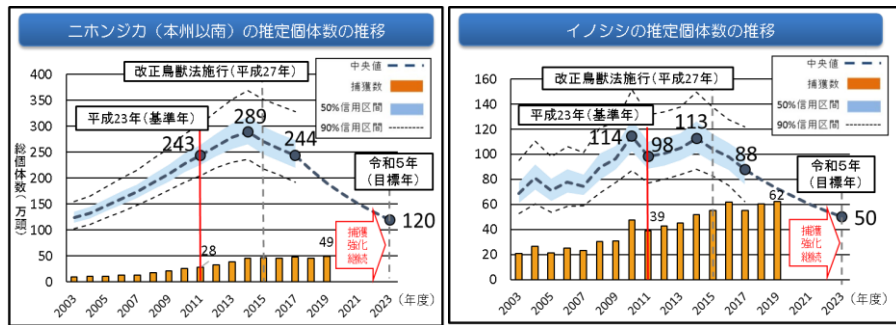 ニホンジカ（本州以南）の推定個体数の推移
400
350
300
250
200
150
100
50
0
総個体数（万頭）
改正鳥獣法施行(平成27年)
平成23年(基準年)
中央値
捕獲数
50%信用区間
90%信用区間
243
289
244
令和5年
(目標年)
120
28
49
捕獲
強化
継続
2003
2005
2007
2009
2011
2013
2015
2017
2019
2021
2023
(年度)
イノシシの推定個体数の推移
160
140
120
100
80
60
40
20
0
改正鳥獣法施行(平成27年)
平成23年(基準年)
中央値
捕獲数
50%信用区間
90%信用区間
114
98
113
88
令和5年
(目標年)
50
39
62
捕獲
強化
継続
2003
2005
2007
2009
2011
2013
2015
2017
2019
2021
2023
(年度)